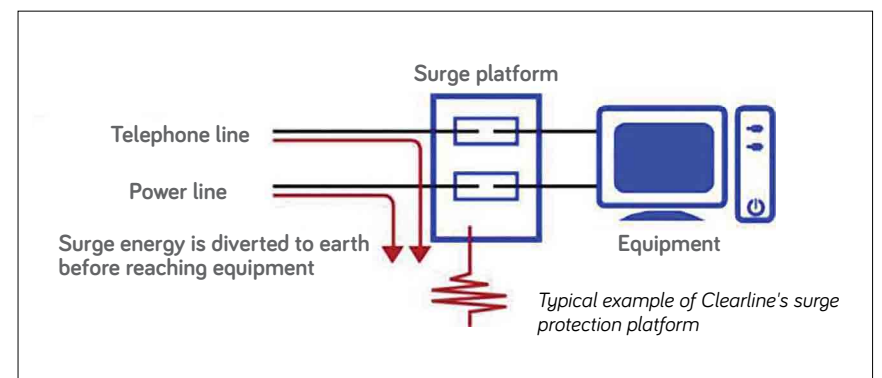 Surge platform
Telephone line
Power line
Surge energy is diverted to earth
before reaching equipment
Equipment
Typical example of Clearline's surge
protection platform